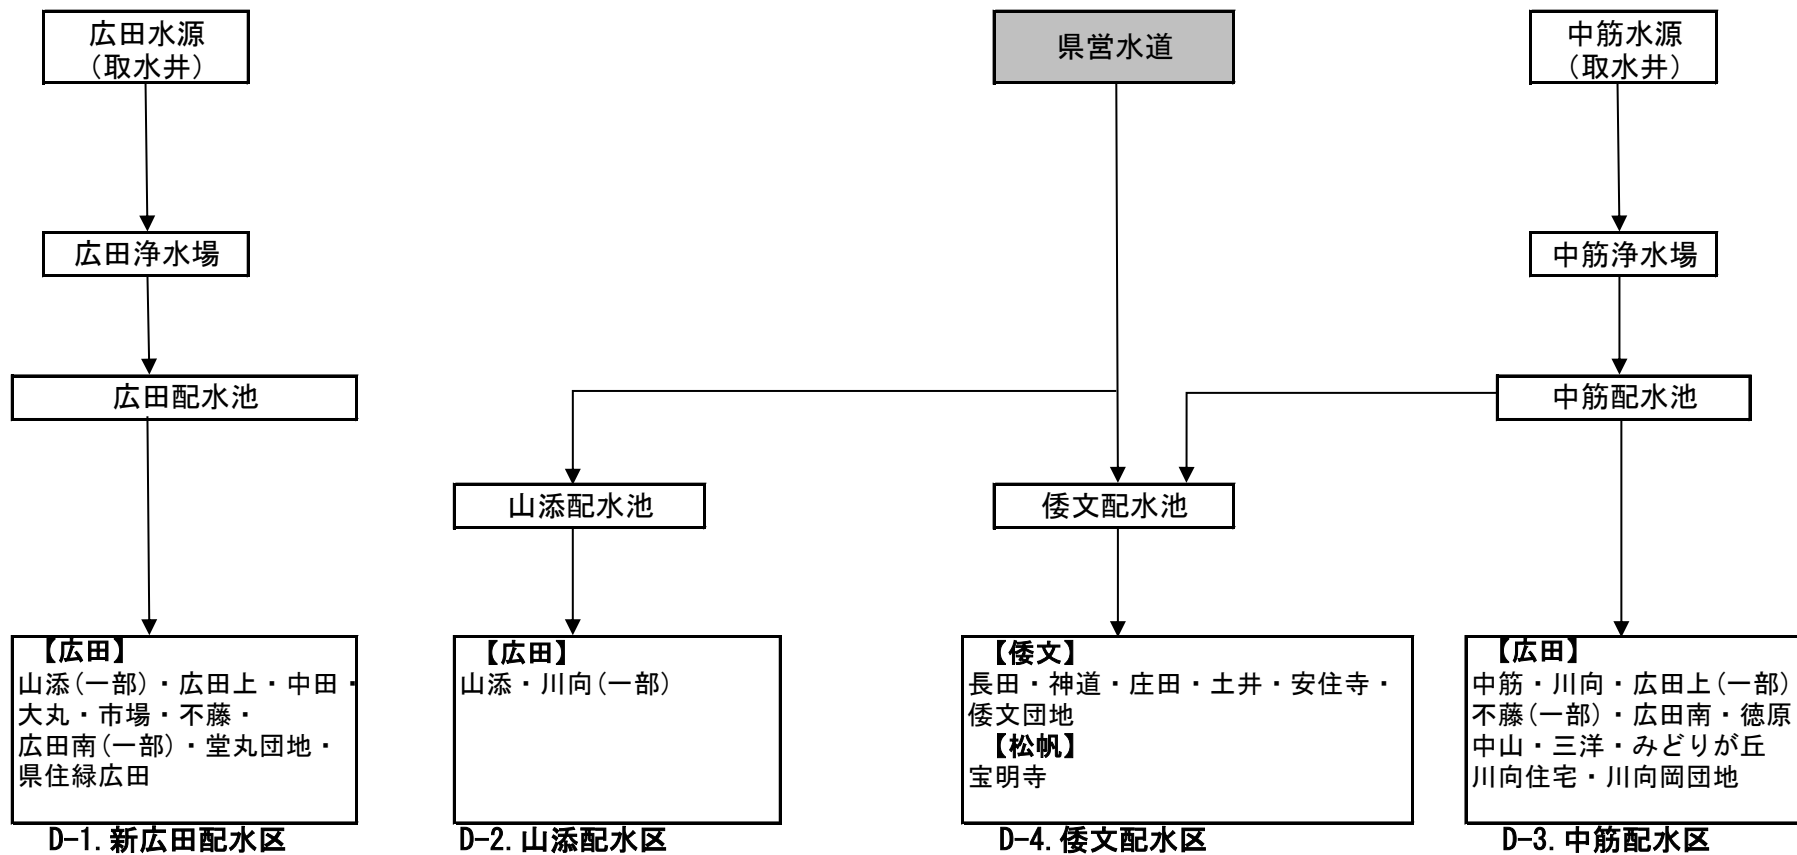 広田水源
(取水井)
県営水道
中筋水源
(取水井)
広田浄水場
中筋浄水場
広田配水池
中筋配水池
山添配水池
倭文配水池
【広田】
山添(一部)・広田上・中田・
大丸・市場・不藤・
広田南(一部)・堂丸団地・
県住緑広田
【広田】
山添・川向(一部)
【倭文】
長田・神道・庄田・土井・安住寺・
倭文団地
【松帆】
宝明寺
【広田】
中筋・川向・広田上(一部)
不藤(一部)・広田南・徳原
中山・三洋・みどりが丘
川向住宅・川向岡団地
D-1.新広田配水区
D-2.山添配水区
D-4.倭文配水区
D-3.中筋配水区